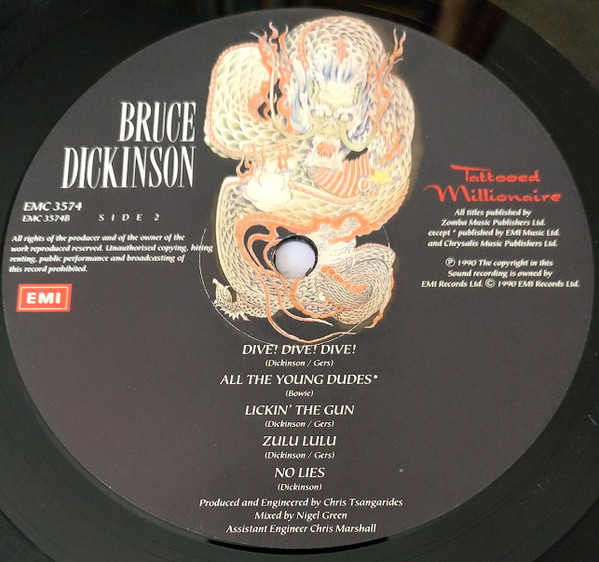 BRUCE
DICKINSON
EMC 3574
EMC 3574B SIDE 2
All rights of the producer and of the owner of the
work reproduced reserved. Unauthorised copying, hiring
renting, public performance and broadcasting of
this record prohibited.
EMI
Tattooed
Millionaire
All titles published by
Zomba Music Publishers Ltd.
except * published by EMI Music Ltd.
and Chrysalis Music Publishers Ltd.
℗ 1990 The copyright in this
Sound recording is owned by
EMI Records Ltd. © 1990 EMI Records Ltd.
DIVE! DIVE! DIVE!
(Dickinson / Gers)
ALL THE YOUNG DUDES*
(Bowie)
LICKIN' THE GUN
(Dickinson / Gers)
ZULU LULU
(Dickinson / Gers)
NO LIES
(Dickinson)
Produced and Engineered by Chris Tsangarides
Mixed by Nigel Green
Assistant Engineer Chris Marshall